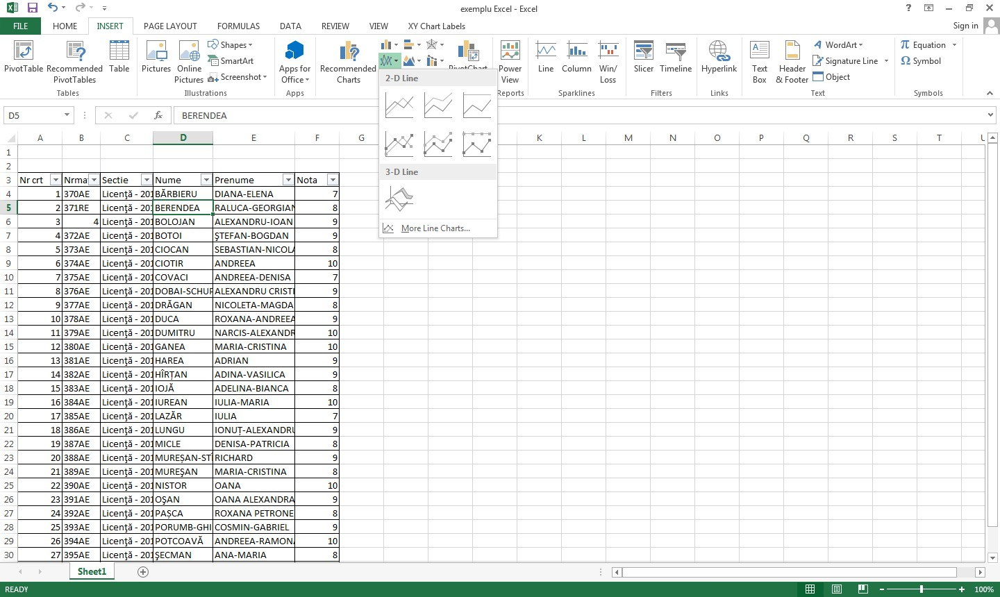 exemplu Excel - Excel
FILE HOME INSERT PAGE LAYOUT FORMULAS DATA REVIEW VIEW XY Chart Labels Sign in
PivotTable Recommended PivotTables Table
Tables
Pictures Online Pictures Shapes SmartArt Screenshot
Illustrations
Apps for Office
Apps
Recommended Charts
PivotChart
Power View
Reports
Line Column Win/ Loss
Sparklines
Slicer Timeline
Filters
Hyperlink
Links
Text Box Header & Footer WordArt Signature Line Object
Text
Equation Symbol
Symbols
2-D Line
3-D Line
More Line Charts...
D5 fx BERENDEA
A B C D E F G K L M N O P Q R S T U
1
2
3 Nr crt Nrma Sectie Nume Prenume Nota
4 1 370AE Licenţă - 201 BĂRBIERU DIANA-ELENA 7
5 2 371RE Licenţă - 201 BERENDEA RALUCA-GEORGIAN 8
6 3 4 Licenţă - 201 BOLOJAN ALEXANDRU-IOAN 9
7 4 372AE Licenţă - 201 BOTOI ŞTEFAN-BOGDAN 9
8 5 373AE Licenţă - 201 CIOCAN SEBASTIAN-NICOLA 8
9 6 374AE Licenţă - 201 CIOTIR ANDREEA 10
10 7 375AE Licenţă - 201 COVACI ANDREEA-DENISA 7
11 8 376AE Licenţă - 201 DOBAI-SCHUP ALEXANDRU CRISTI 9
12 9 377AE Licenţă - 201 DRĂGAN NICOLETA-MAGDA 8
13 10 378AE Licenţă - 201 DUCA ROXANA-ANDREEA 9
14 11 379AE Licenţă - 201 DUMITRU NARCIS-ALEXANDR 10
15 12 380AE Licenţă - 201 GANEA MARIA-CRISTINA 10
16 13 381AE Licenţă - 201 HAREA ADRIAN 9
17 14 382AE Licenţă - 201 HÎRȚAN ADINA-VASILICA 9
18 15 383AE Licenţă - 201 IOJĂ ADELINA-BIANCA 8
19 16 384AE Licenţă - 201 IUREAN IULIA-MARIA 10
20 17 385AE Licenţă - 201 LAZĂR IULIA 7
21 18 386AE Licenţă - 201 LUNGU IONUȚ-ALEXANDRU 9
22 19 387AE Licenţă - 201 MICLE DENISA-PATRICIA 8
23 20 388AE Licenţă - 201 MUREȘAN-STÎ RICHARD 9
24 21 389AE Licenţă - 201 MUREŞAN MARIA-CRISTINA 8
25 22 390AE Licenţă - 201 NISTOR OANA 10
26 23 391AE Licenţă - 201 OŞAN OANA ALEXANDRA 9
27 24 392AE Licenţă - 201 PAȘCA ROXANA PETRONE 8
28 25 393AE Licenţă - 201 PORUMB-GHI COSMIN-GABRIEL 9
29 26 394AE Licenţă - 201 POTCOAVĂ ANDREEA-RAMONA 10
30 27 395AE Licenţă - 201 ŞECMAN ANA-MARIA 8
Sheet1
READY 100%